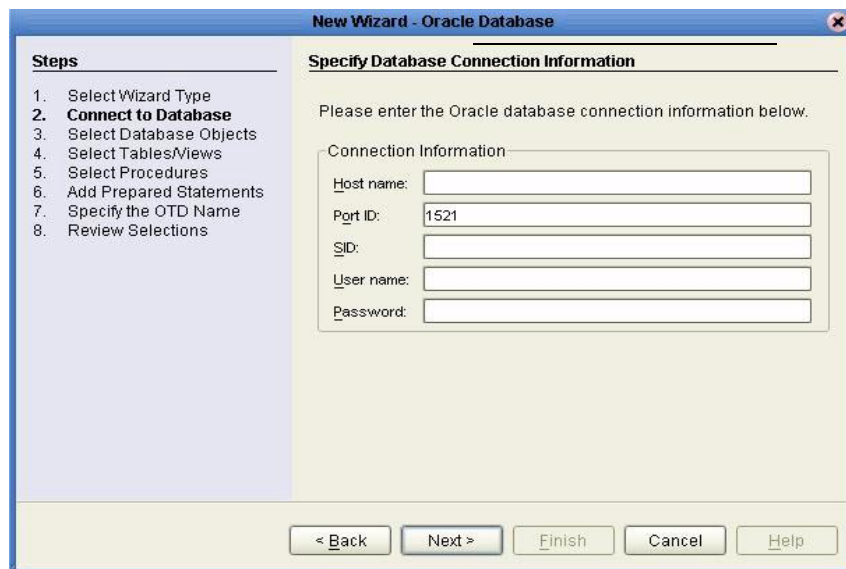 New Wizard - Oracle Database
Steps
1. Select Wizard Type
2. Connect to Database
3. Select Database Objects
4. Select Tables/Views
5. Select Procedures
6. Add Prepared Statements
7. Specify the OTD Name
8. Review Selections
Specify Database Connection Information
Please enter the Oracle database connection information below.
Connection Information
Host name:
Port ID: 1521
SID:
User name:
Password:
< Back Next > Finish Cancel Help